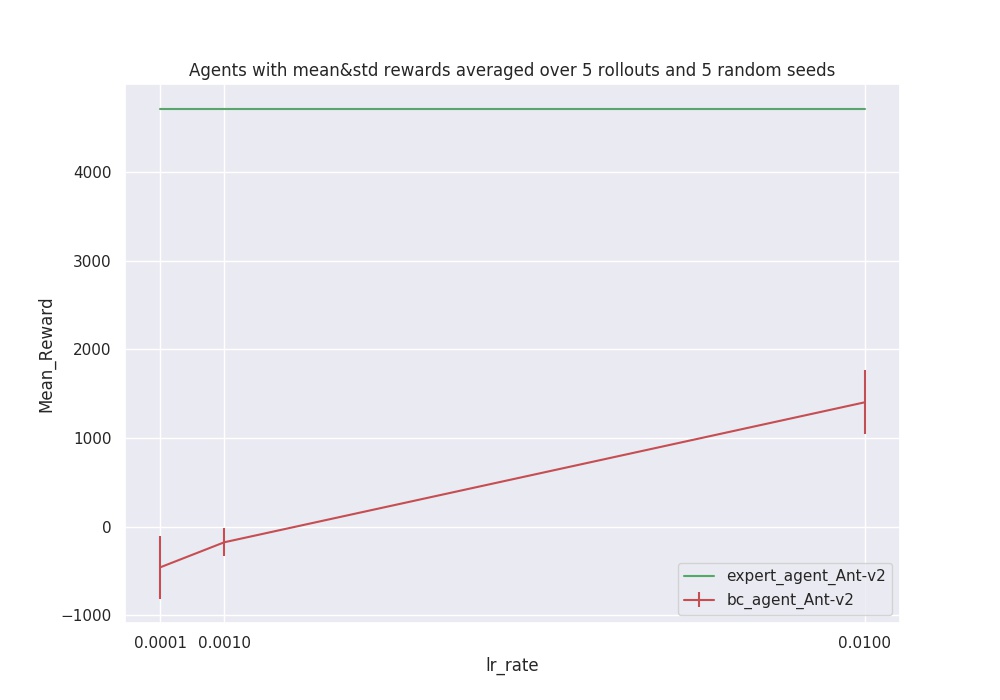 Agents with mean&std rewards averaged over 5 rollouts and 5 random seeds
4000
3000
2000
1000
0
−1000
Mean_Reward
expert_agent_Ant-v2
bc_agent_Ant-v2
0.0001 0.0010 0.0100
lr_rate